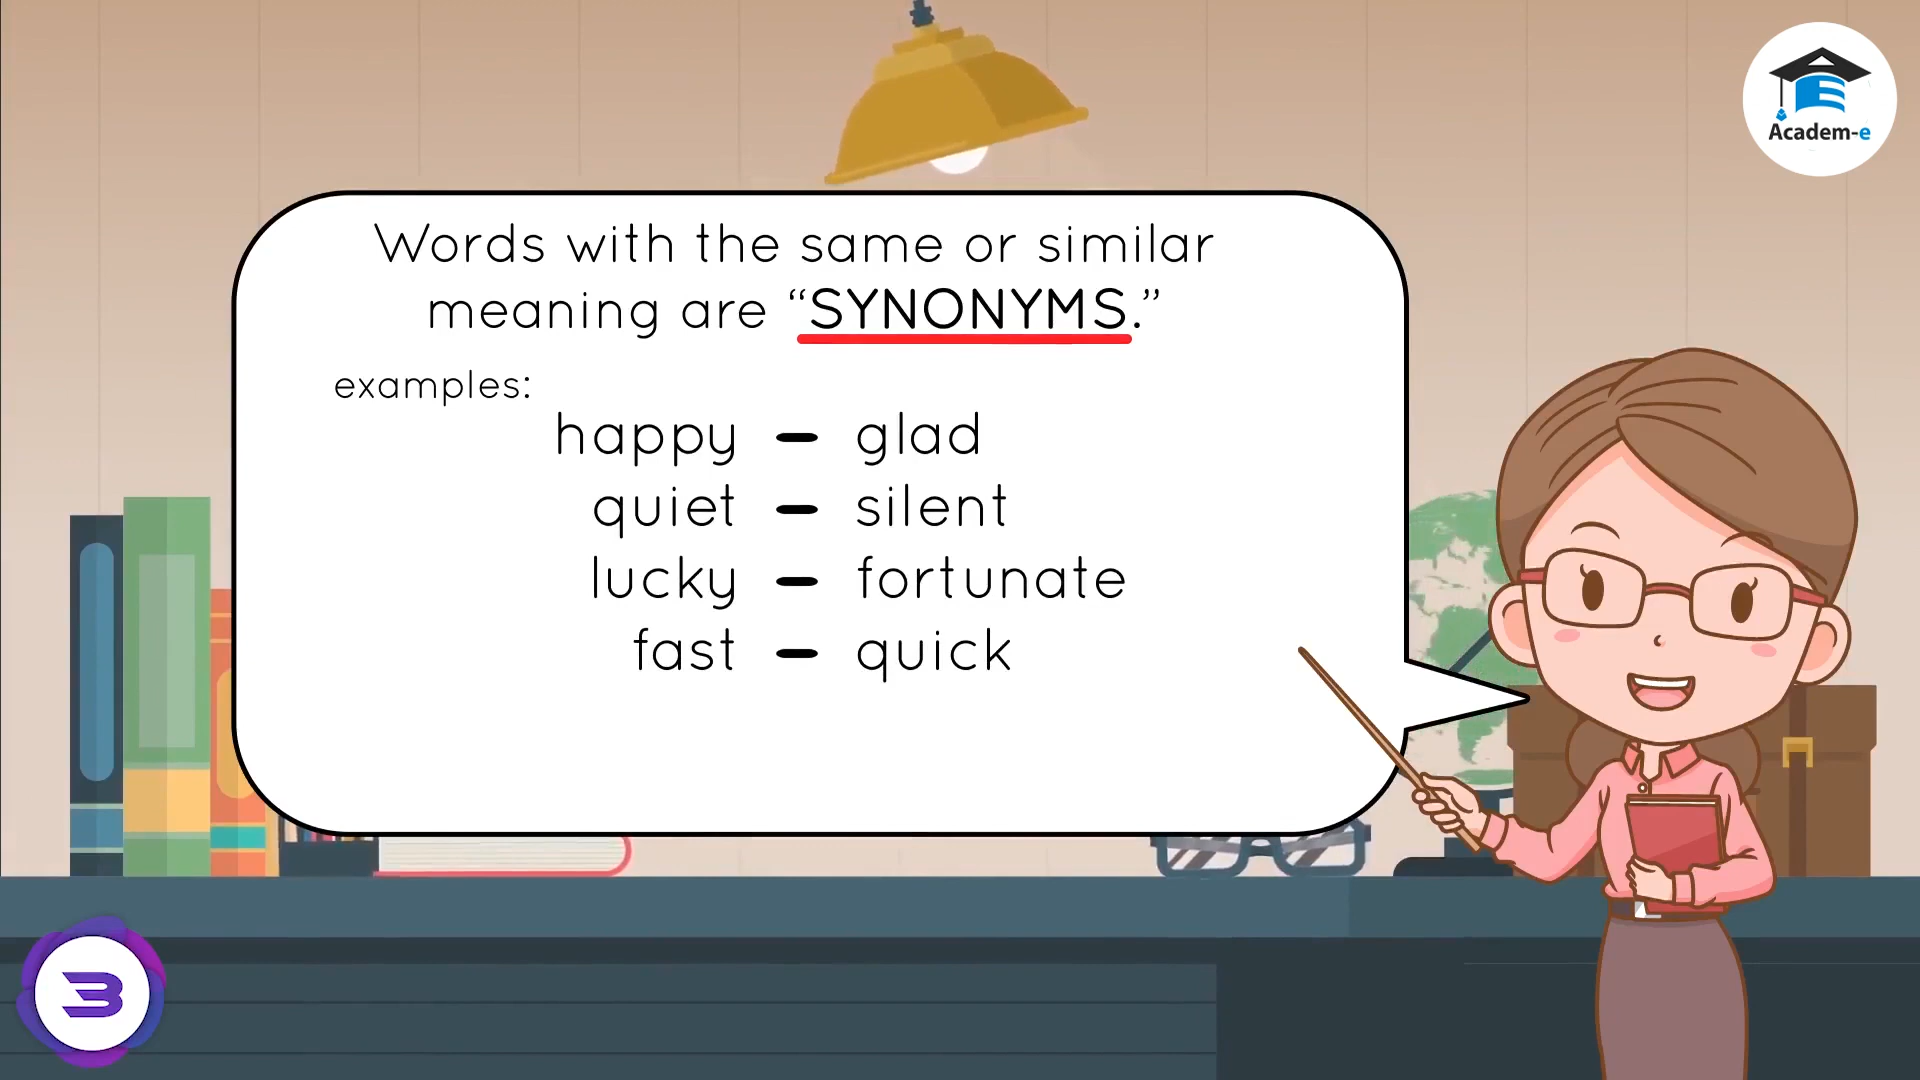 Academ-e
Words with the same or similar
meaning are “SYNONYMS.”
examples:
happy – glad
quiet – silent
lucky – fortunate
fast – quick
3